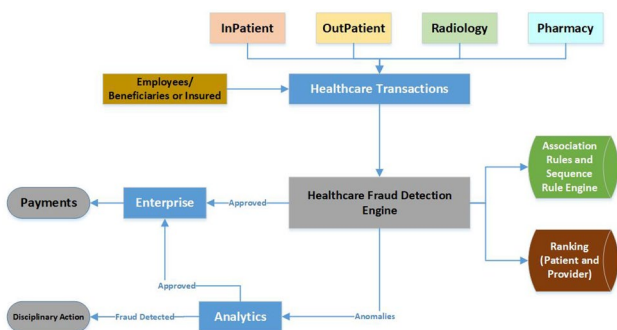 InPatient
OutPatient
Radiology
Pharmacy
Employees/
Beneficiaries or Insured
Healthcare Transactions
Association
Rules and
Sequence
Rule Engine
Healthcare Fraud Detection
Engine
Payments
Enterprise
Approved
Ranking
(Patient and
Provider)
Approved
Disciplinary Action
Fraud Detected
Analytics
Anomalies